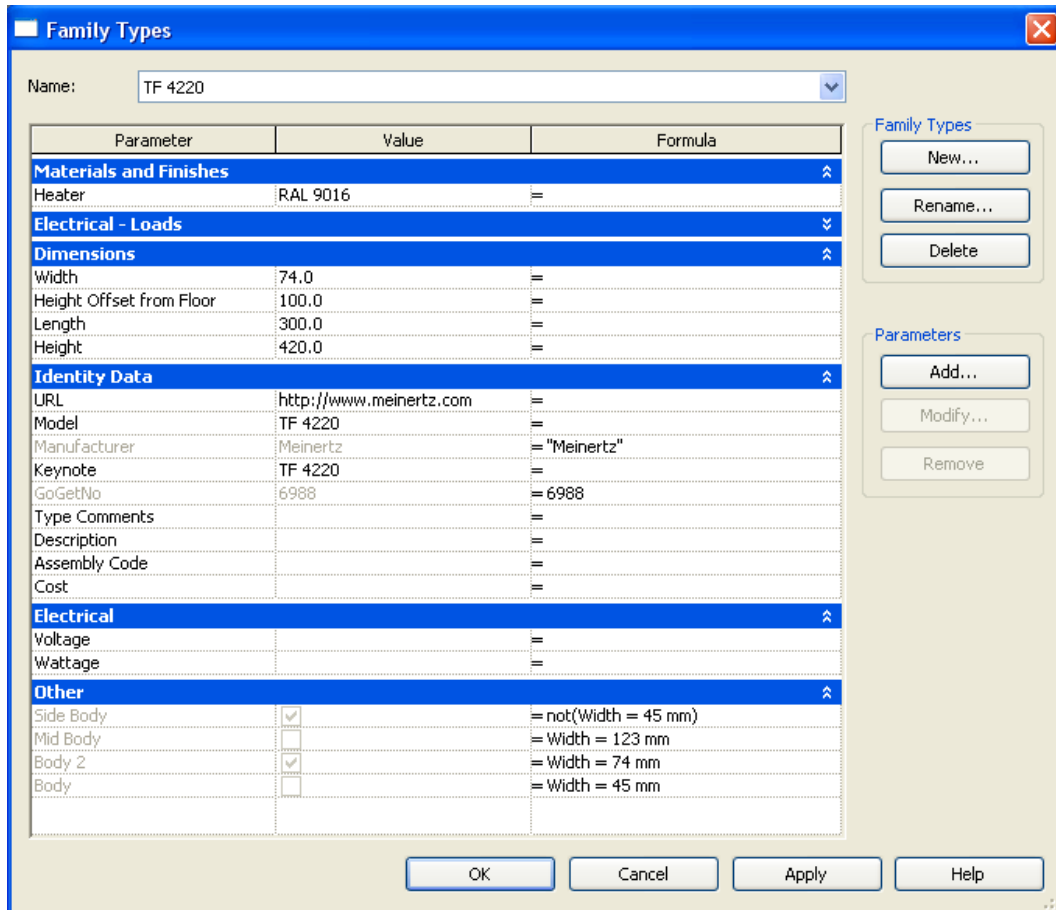 Family Types
Name: TF 4220
Parameter Value Formula
Materials and Finishes
Heater RAL 9016 =
Electrical - Loads
Dimensions
Width 74.0 =
Height Offset from Floor 100.0 =
Length 300.0 =
Height 420.0 =
Identity Data
URL http://www.meinertz.com =
Model TF 4220 =
Manufacturer Meinertz = "Meinertz"
Keynote TF 4220 =
GoGetNo 6988 = 6988
Type Comments =
Description =
Assembly Code =
Cost =
Electrical
Voltage =
Wattage =
Other
Side Body = not(Width = 45 mm)
Mid Body = Width = 123 mm
Body 2 = Width = 74 mm
Body = Width = 45 mm
Family Types
New...
Rename...
Delete
Parameters
Add...
Modify...
Remove
OK Cancel Apply Help